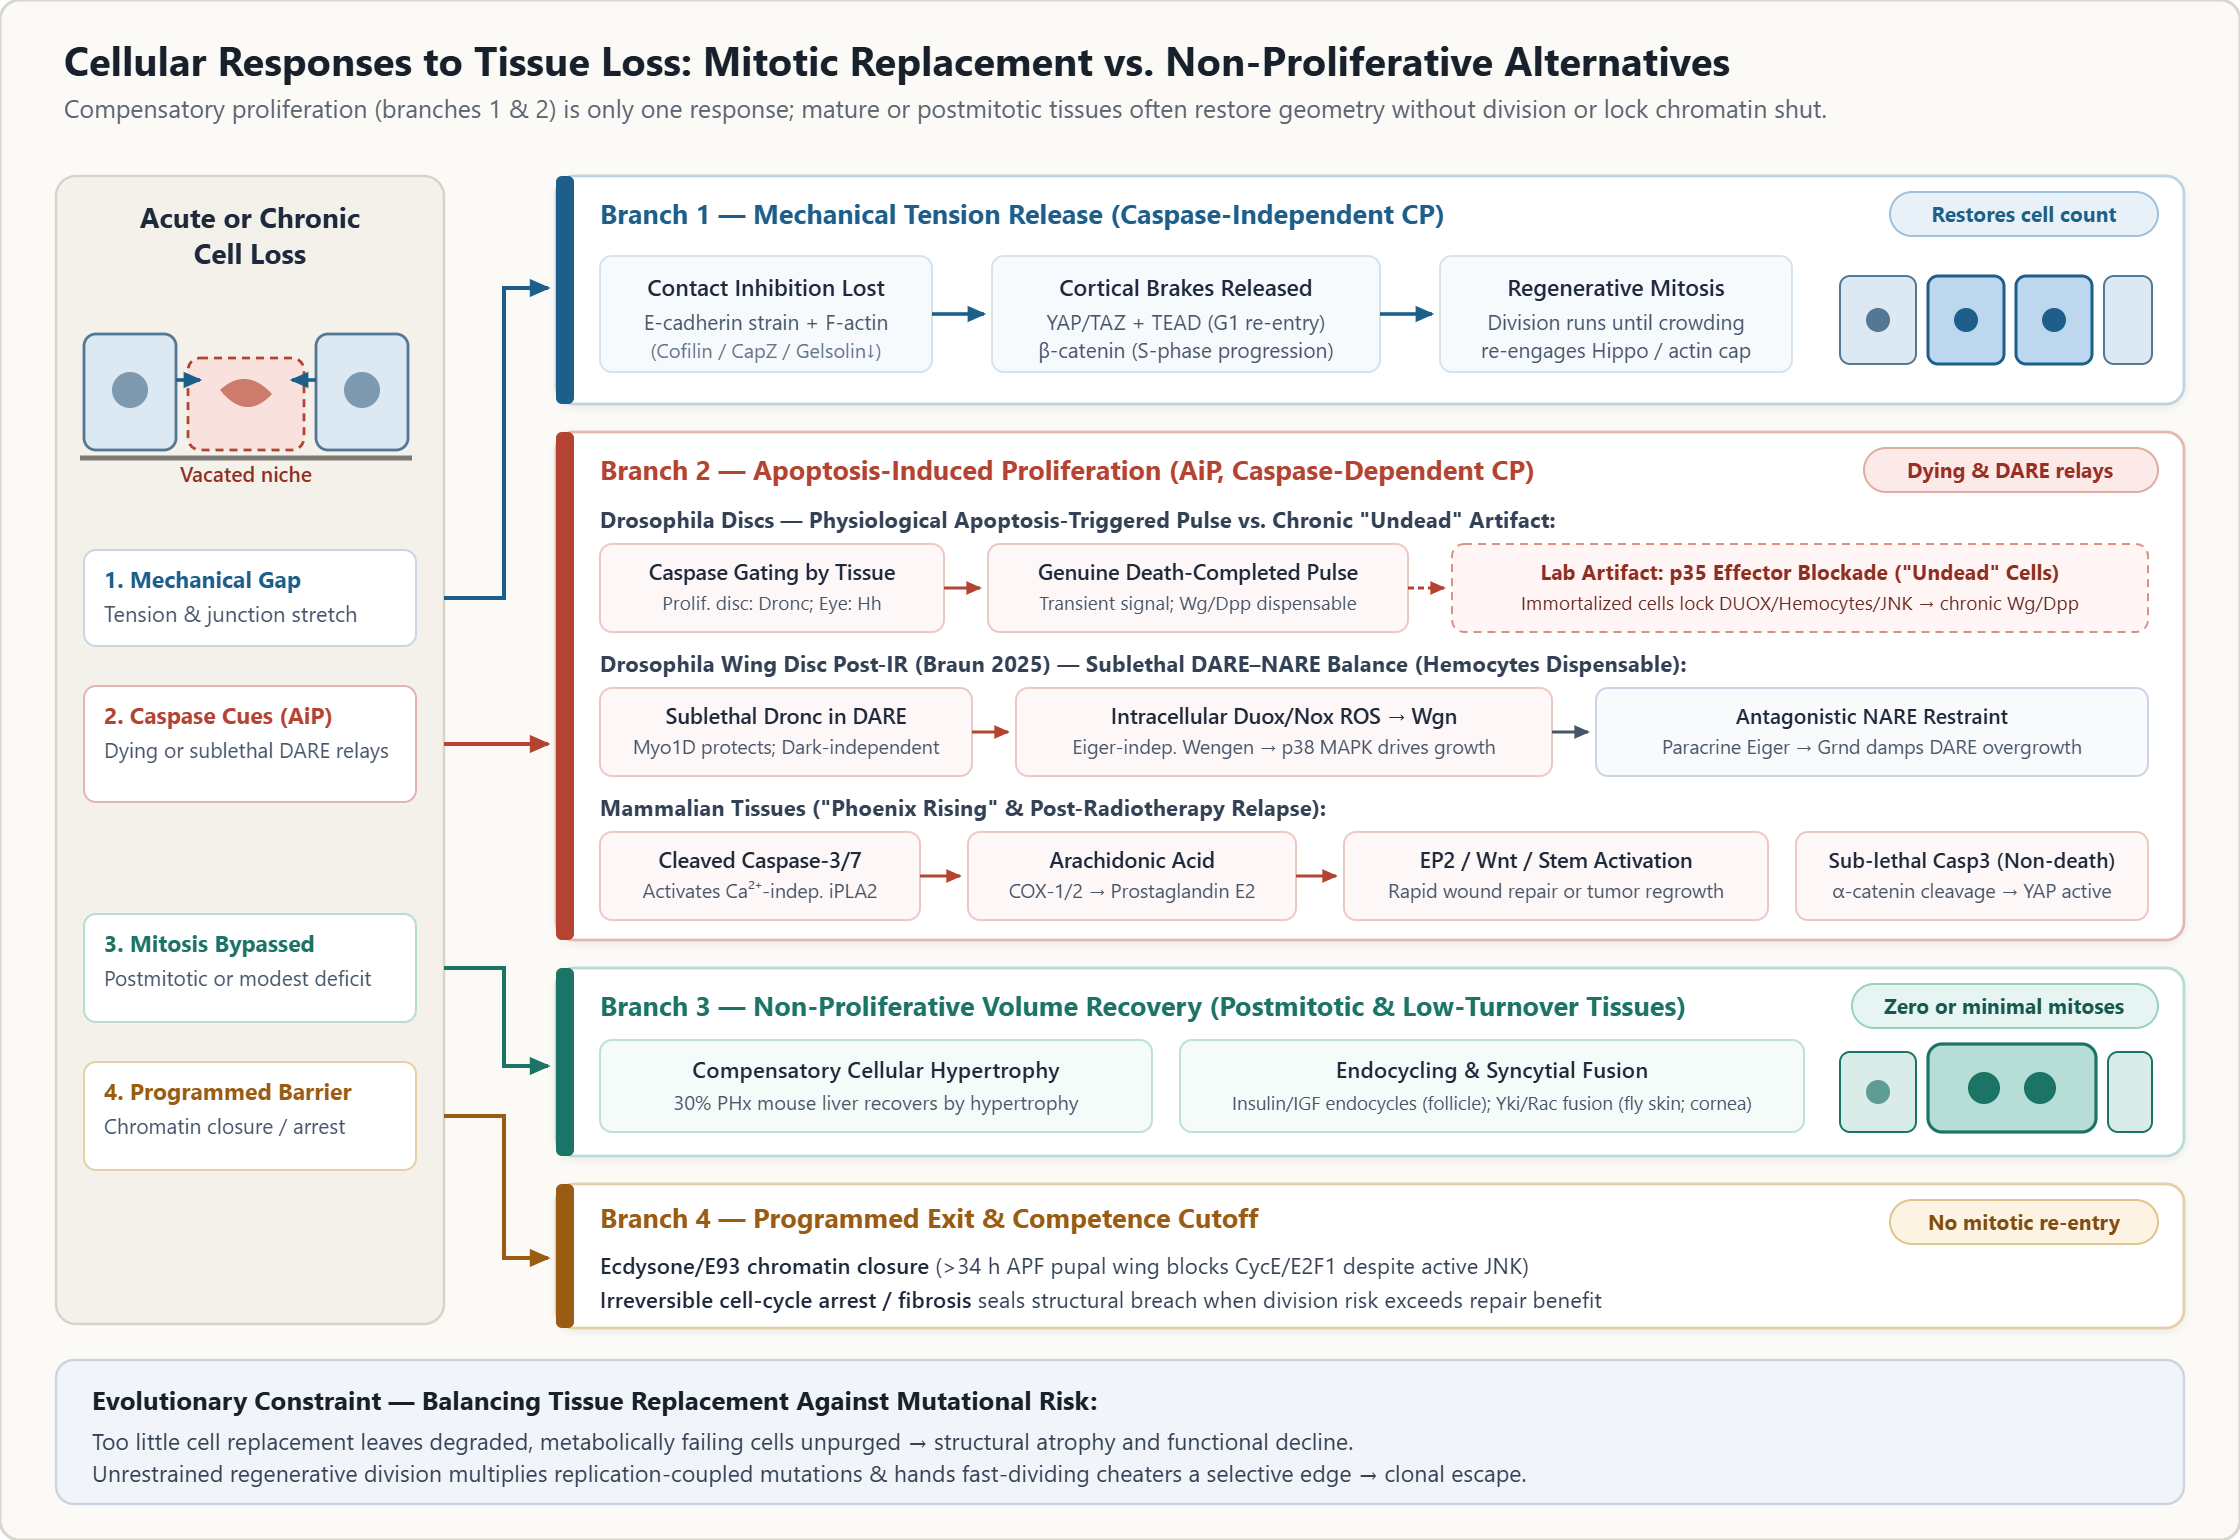 Cellular Responses to Tissue Loss: Mitotic Replacement vs. Non-Proliferative Alternatives
Compensatory proliferation (branches 1 & 2) is only one response; mature or postmitotic tissues often restore geometry without division or lock chromatin shut.
Acute or Chronic
Cell Loss
Vacated niche
1. Mechanical Gap
Tension & junction stretch
2. Caspase Cues (AiP)
Dying or sublethal DARE relays
3. Mitosis Bypassed
Postmitotic or modest deficit
4. Programmed Barrier
Chromatin closure / arrest
Branch 1 — Mechanical Tension Release (Caspase-Independent CP)
Restores cell count
Contact Inhibition Lost
E-cadherin strain + F-actin
(Cofilin / CapZ / Gelsolin↓)
Cortical Brakes Released
YAP/TAZ + TEAD (G1 re-entry)
β-catenin (S-phase progression)
Regenerative Mitosis
Division runs until crowding
re-engages Hippo / actin cap
Branch 2 — Apoptosis-Induced Proliferation (AiP, Caspase-Dependent CP)
Dying & DARE relays
Drosophila Discs — Physiological Apoptosis-Triggered Pulse vs. Chronic "Undead" Artifact:
Caspase Gating by Tissue
Prolif. disc: Dronc; Eye: Hh
Genuine Death-Completed Pulse
Transient signal; Wg/Dpp dispensable
Lab Artifact: p35 Effector Blockade ("Undead" Cells)
Immortalized cells lock DUOX/Hemocytes/JNK → chronic Wg/Dpp
Drosophila Wing Disc Post-IR (Braun 2025) — Sublethal DARE–NARE Balance (Hemocytes Dispensable):
Sublethal Dronc in DARE
Myo1D protects; Dark-independent
Intracellular Duox/Nox ROS → Wgn
Eiger-indep. Wengen → p38 MAPK drives growth
Antagonistic NARE Restraint
Paracrine Eiger → Grnd damps DARE overgrowth
Mammalian Tissues ("Phoenix Rising" & Post-Radiotherapy Relapse):
Cleaved Caspase-3/7
Activates Ca²⁺-indep. iPLA2
Arachidonic Acid
COX-1/2 → Prostaglandin E2
EP2 / Wnt / Stem Activation
Rapid wound repair or tumor regrowth
Sub-lethal Casp3 (Non-death)
α-catenin cleavage → YAP active
Branch 3 — Non-Proliferative Volume Recovery (Postmitotic & Low-Turnover Tissues)
Zero or minimal mitoses
Compensatory Cellular Hypertrophy
30% PHx mouse liver recovers by hypertrophy
Endocycling & Syncytial Fusion
Insulin/IGF endocycles (follicle); Yki/Rac fusion (fly skin; cornea)
Branch 4 — Programmed Exit & Competence Cutoff
No mitotic re-entry
Ecdysone/E93 chromatin closure (>34 h APF pupal wing blocks CycE/E2F1 despite active JNK)
Irreversible cell-cycle arrest / fibrosis seals structural breach when division risk exceeds repair benefit
Evolutionary Constraint — Balancing Tissue Replacement Against Mutational Risk:
Too little cell replacement leaves degraded, metabolically failing cells unpurged → structural atrophy and functional decline.
Unrestrained regenerative division multiplies replication-coupled mutations & hands fast-dividing cheaters a selective edge → clonal escape.